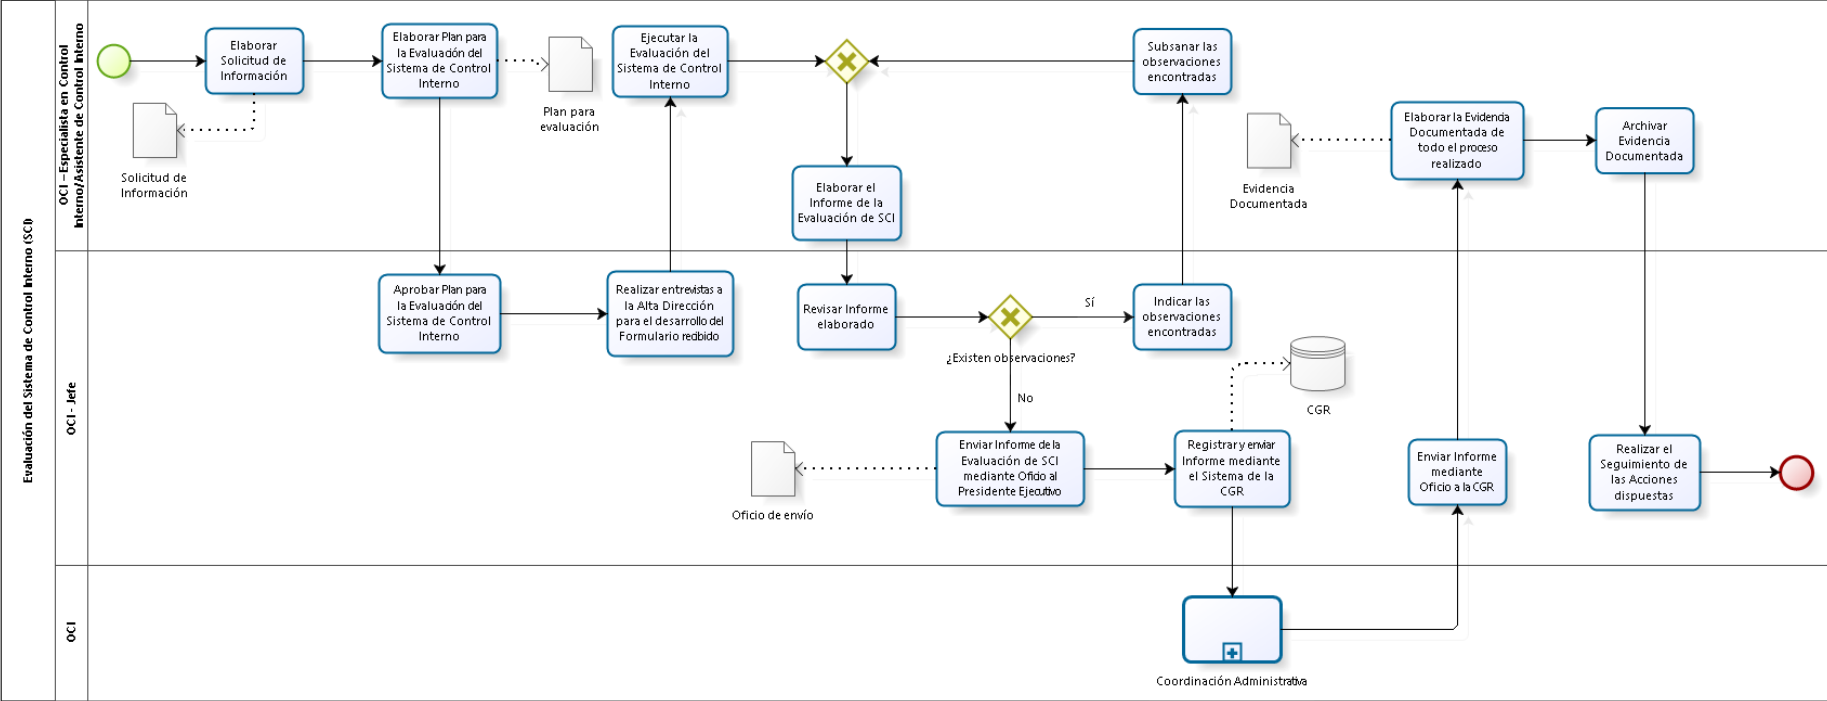 Evaluación del Sistema de Control Interno (SCI)
OCI – Especialista en Control
Interno/Asistente de Control Interno
Elaborar
Solicitud de
Información
Solicitud de
Información
Elaborar Plan para
la Evaluación del
Sistema de Control
Interno
Plan para
evaluación
Ejecutar la
Evaluación del
Sistema de Control
Interno
Elaborar el
Informe de la
Evaluación de SCI
Subsanar las
observaciones
encontradas
Evidencia
Documentada
Elaborar la Evidencia
Documentada de
todo el proceso
realizado
Archivar
Evidencia
Documentada
OCI - Jefe
Aprobar Plan para
la Evaluación del
Sistema de Control
Interno
Realizar entrevistas a
la Alta Dirección
para el desarrollo del
Formulario recibido
Revisar Informe
elaborado
¿Existen observaciones?
Sí
No
Indicar las
observaciones
encontradas
CGR
Oficio de envío
Enviar Informe de la
Evaluación de SCI
mediante Oficio al
Presidente Ejecutivo
Registrar y enviar
Informe mediante
el Sistema de la
CGR
Enviar Informe
mediante
Oficio a la CGR
Realizar el
Seguimiento de
las Acciones
dispuestas
OCI
Coordinación Administrativa